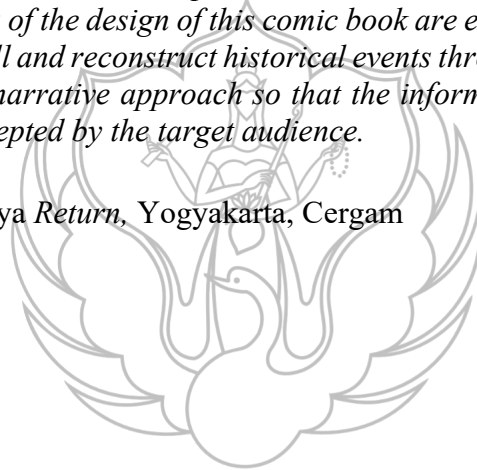 of the design of this comic book are e
ll and reconstruct historical events thr
narrative approach so that the inform
epted by the target audience.
ya Return, Yogyakarta, Cergam